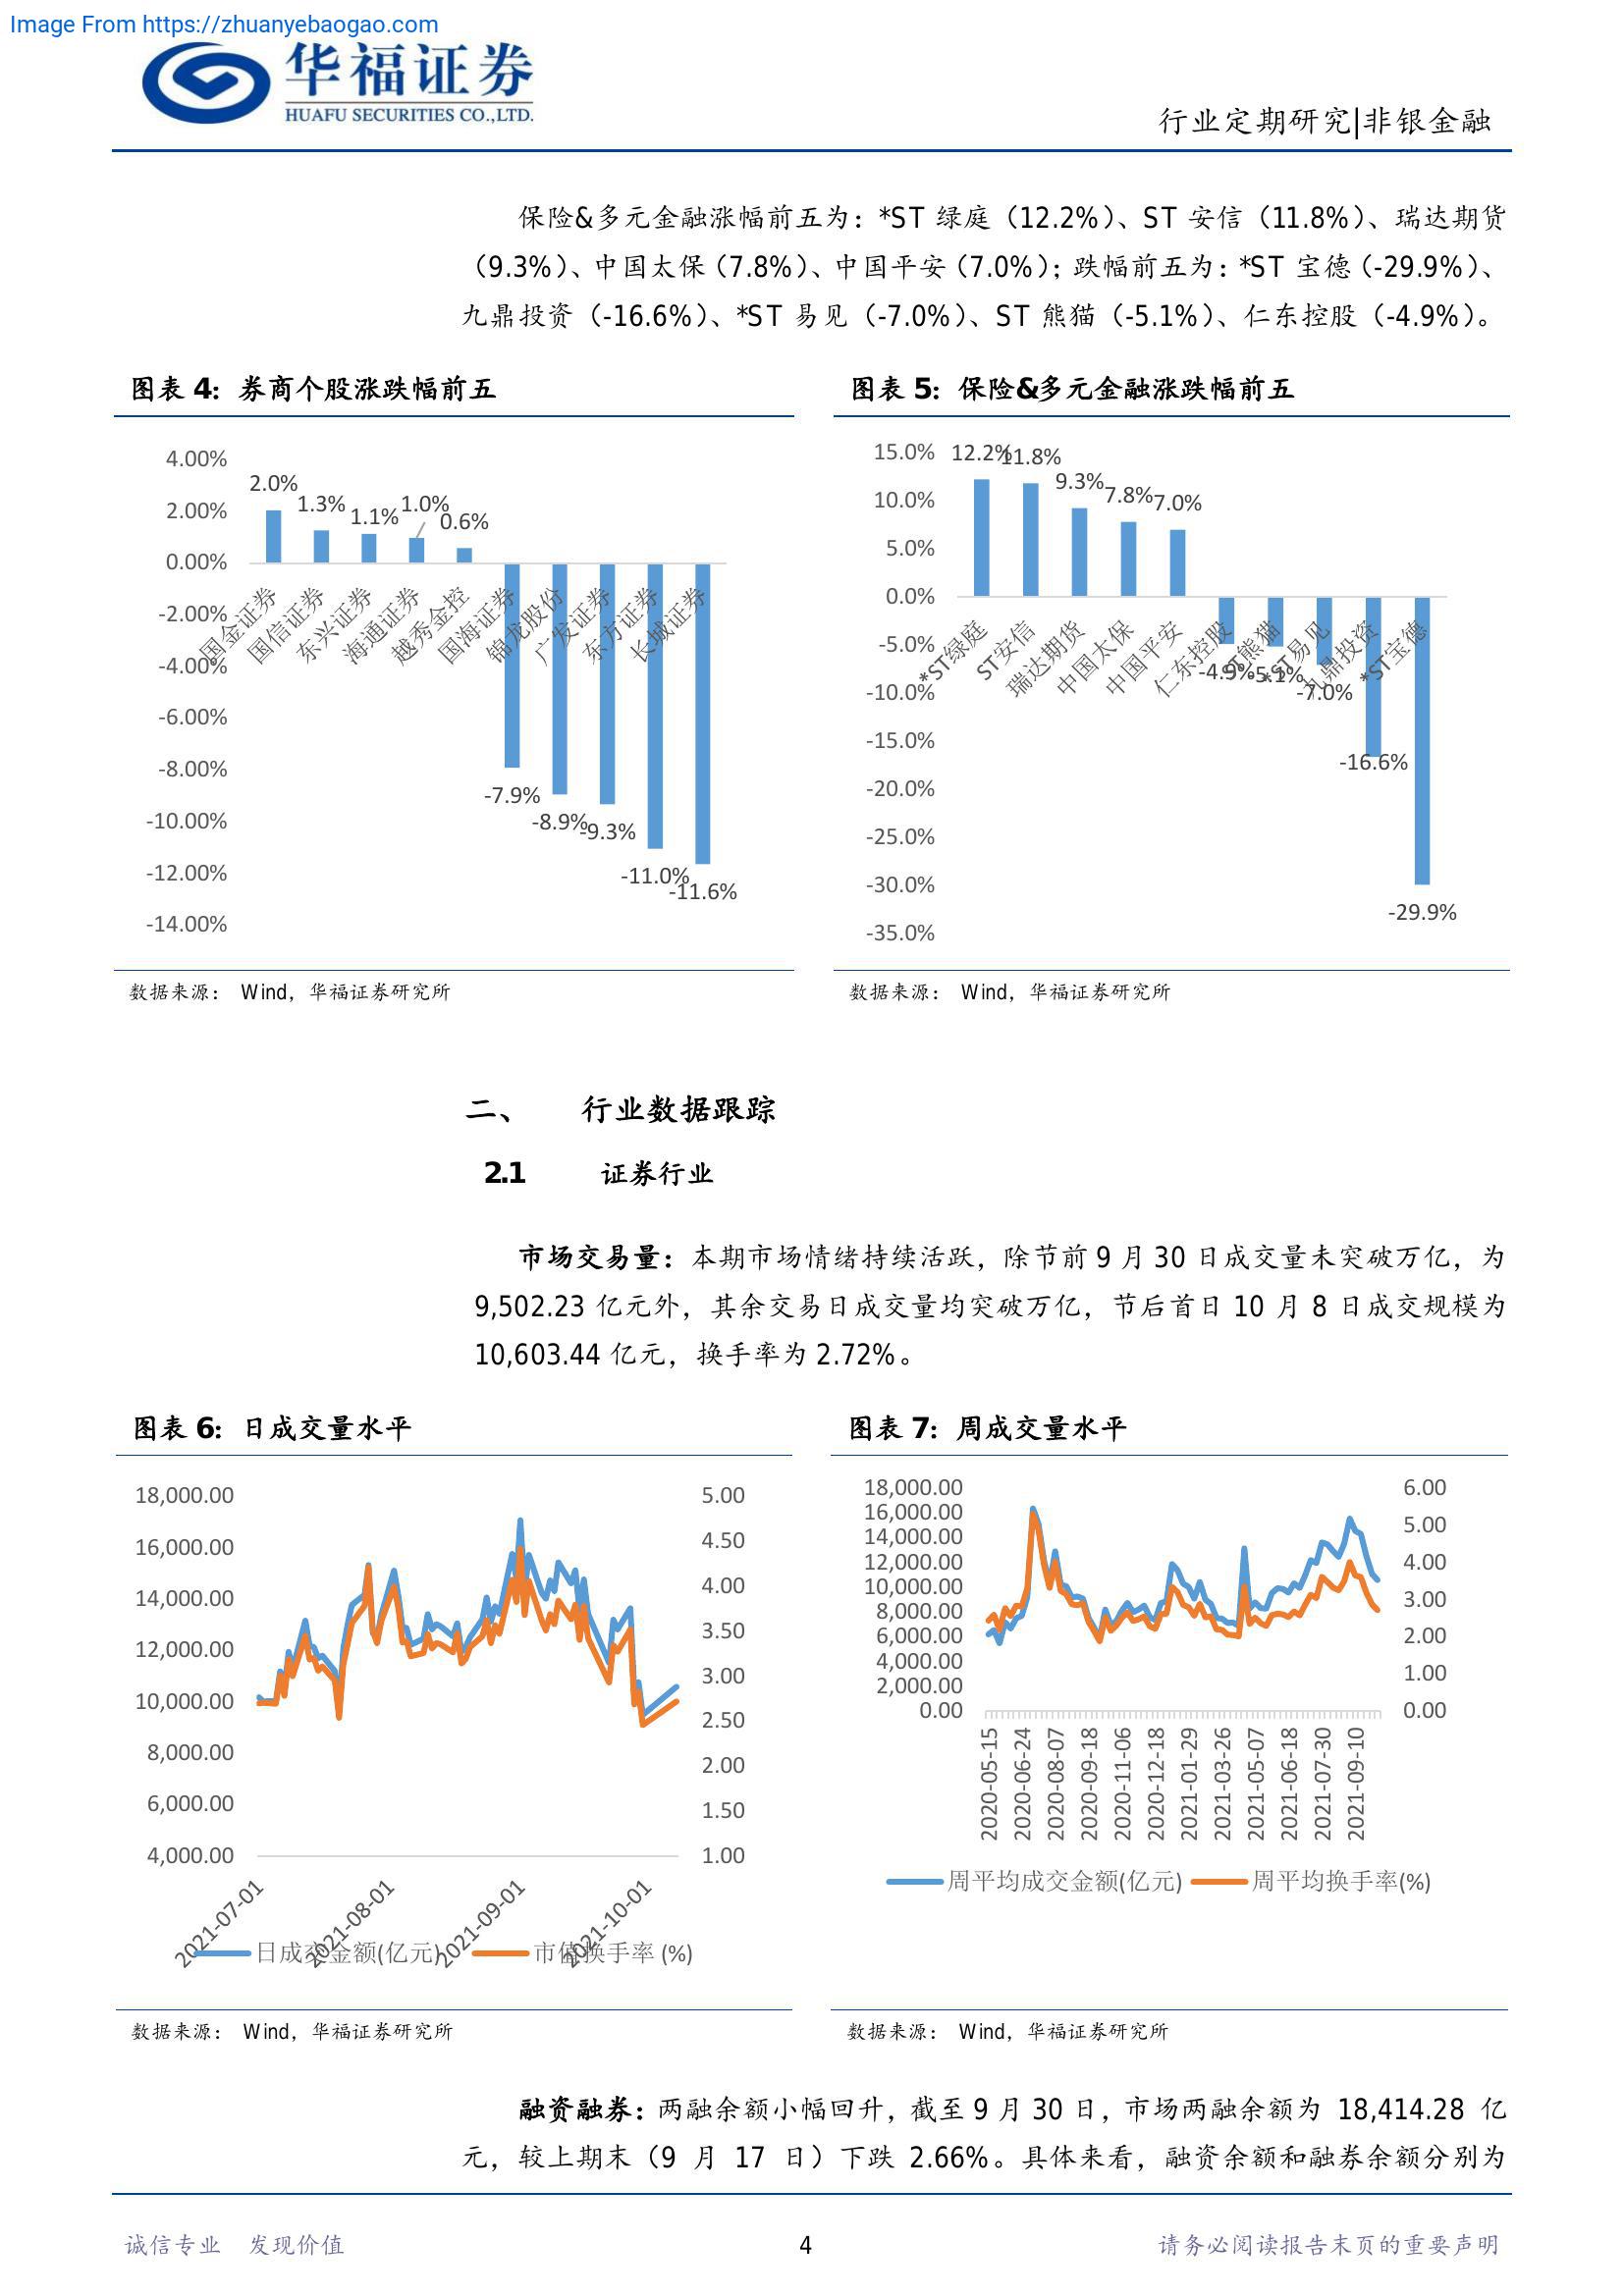 Image From https://zhuanyebaogao.com
华福证券
HUAFU SECURITIES CO.,LTD.
行业定期研究|非银金融
保险&多元金融涨幅前五为：*ST 绿庭（12.2%）、ST 安信（11.8%）、瑞达期货
（9.3%）、中国太保（7.8%）、中国平安（7.0%）；跌幅前五为：*ST 宝德（-29.9%）、
九鼎投资（-16.6%）、*ST 易见（-7.0%）、ST 熊猫（-5.1%）、仁东控股（-4.9%）。
图表 4：券商个股涨跌幅前五
4.00%
2.00%
0.00%
-2.00%
-4.00%
-6.00%
-8.00%
-10.00%
-12.00%
-14.00%
2.0%
1.3%
1.1%
1.0%
0.6%
-7.9%
-8.9%
-9.3%
-11.0%
-11.6%
国金证券
国信证券
东兴证券
海通证券
越秀金控
国海证券
锦龙股份
广发证券
东方证券
长城证券
数据来源： Wind，华福证券研究所
图表 5：保险&多元金融涨跌幅前五
15.0%
10.0%
5.0%
0.0%
-5.0%
-10.0%
-15.0%
-20.0%
-25.0%
-30.0%
-35.0%
12.2%
11.8%
9.3%
7.8%
7.0%
-4.9%
-5.1%
-7.0%
-16.6%
-29.9%
*ST绿庭
ST安信
瑞达期货
中国太保
中国平安
仁东控股
ST熊猫
*ST易见
九鼎投资
*ST宝德
数据来源： Wind，华福证券研究所
二、 行业数据跟踪
2.1 证券行业
市场交易量：本期市场情绪持续活跃，除节前 9 月 30 日成交量未突破万亿，为
9,502.23 亿元外，其余交易日成交量均突破万亿，节后首日 10 月 8 日成交规模为
10,603.44 亿元，换手率为 2.72%。
图表 6：日成交量水平
18,000.00
16,000.00
14,000.00
12,000.00
10,000.00
8,000.00
6,000.00
4,000.00
5.00
4.50
4.00
3.50
3.00
2.50
2.00
1.50
1.00
2021-07-01
2021-08-01
2021-09-01
2021-10-01
日成交金额(亿元)
市值换手率 (%)
数据来源： Wind，华福证券研究所
图表 7：周成交量水平
18,000.00
16,000.00
14,000.00
12,000.00
10,000.00
8,000.00
6,000.00
4,000.00
2,000.00
0.00
6.00
5.00
4.00
3.00
2.00
1.00
0.00
2020-05-15
2020-06-24
2020-08-07
2020-09-18
2020-11-06
2020-12-18
2021-01-29
2021-03-26
2021-05-07
2021-06-18
2021-07-30
2021-09-10
周平均成交金额(亿元)
周平均换手率(%)
数据来源： Wind，华福证券研究所
融资融券：两融余额小幅回升，截至 9 月 30 日，市场两融余额为 18,414.28 亿
元，较上期末（9 月 17 日）下跌 2.66%。具体来看，融资余额和融券余额分别为
诚信专业 发现价值
4
请务必阅读报告末页的重要声明